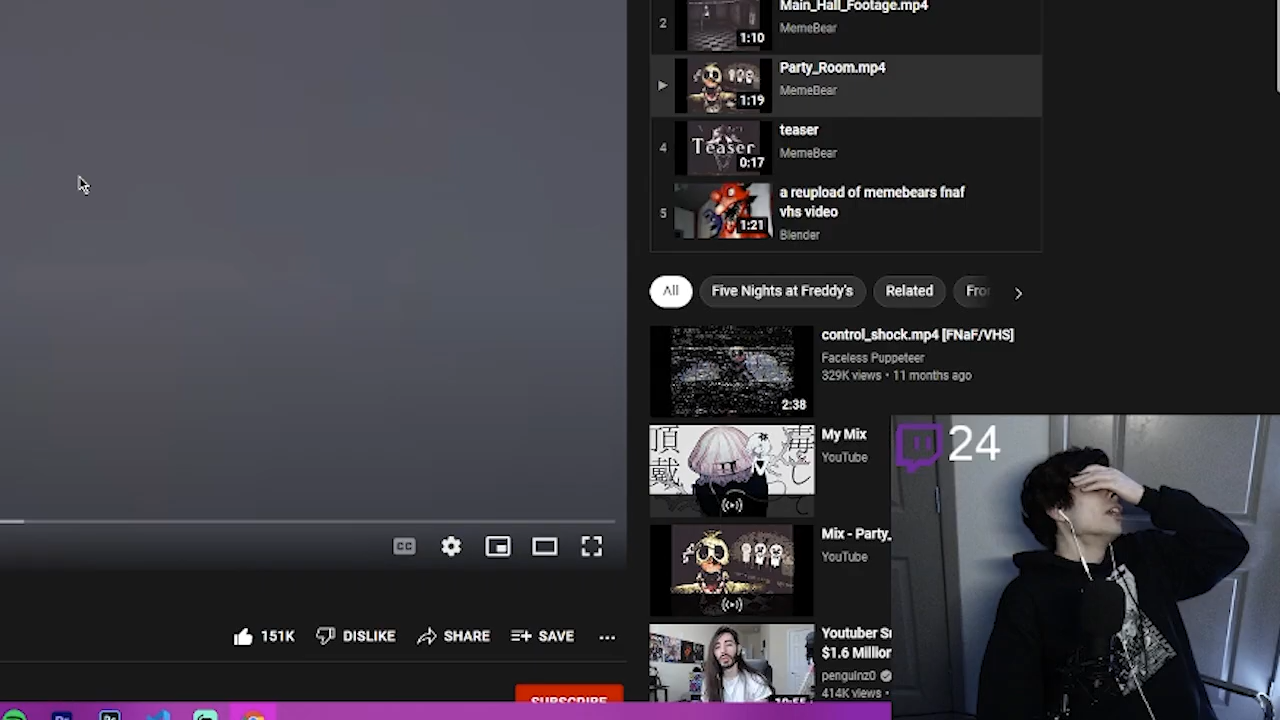 Main_Hall_Footage.mp4
2
MemeBear
1:10
Party_Room.mp4
MemeBear
1:19
teaser
4
Teaser
MemeBear
0:17
a reupload of memebears fnaf
vhs video
5
1:21
Blender
All
Five Nights at Freddy's
Related
Fro
control_shock.mp4 [FNaF/VHS]
Faceless Puppeteer
329K views • 11 months ago
2:38
My Mix
YouTube
頂戴
毒
24
Mix - Party_
YouTube
CC
151K
DISLIKE
SHARE
SAVE
Youtuber S
$1.6 Million
penguinz0
414K views •
SUBSCRIBE